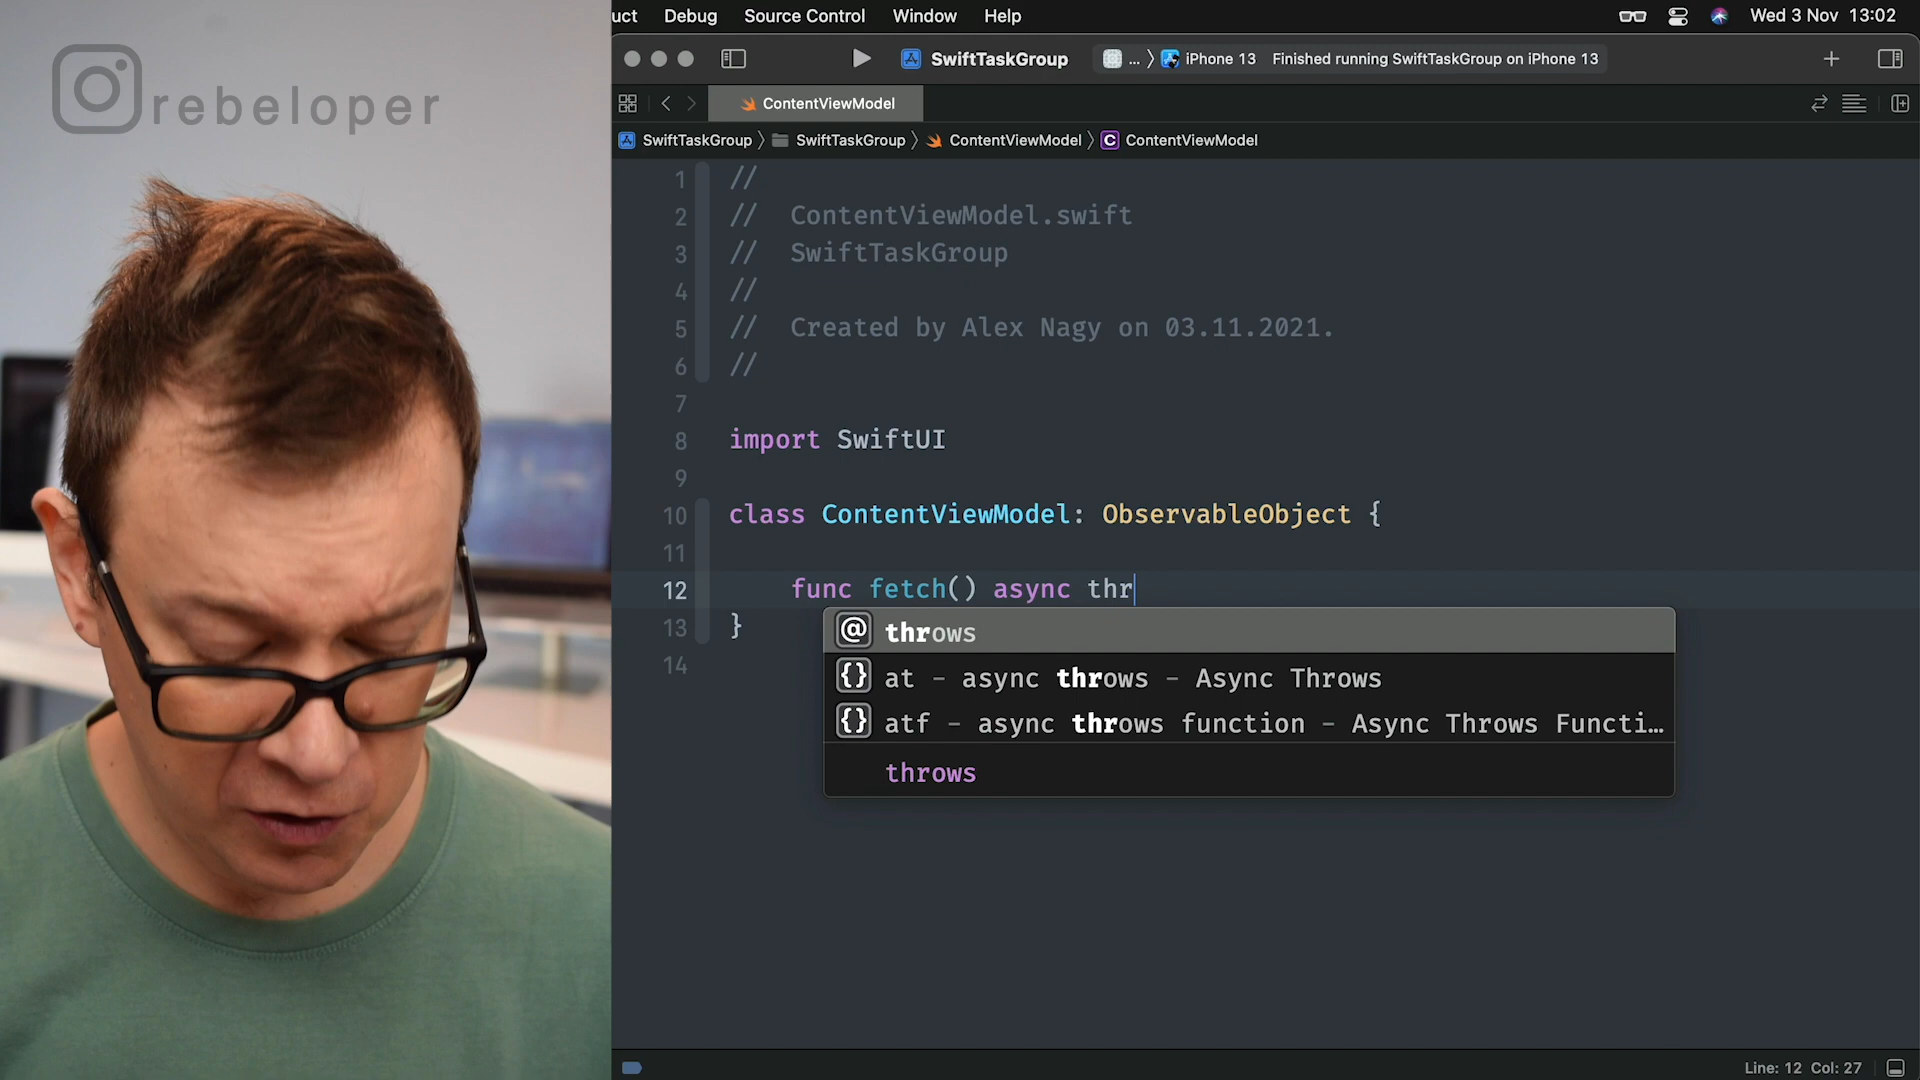 uct Debug Source Control Window Help Wed 3 Nov 13:02
rebeloper
SwiftTaskGroup ... 〉 iPhone 13 Finished running SwiftTaskGroup on iPhone 13
ContentViewModel
SwiftTaskGroup 〉 SwiftTaskGroup 〉 ContentViewModel 〉 C ContentViewModel
1 //
2 // ContentViewModel.swift
3 // SwiftTaskGroup
4 //
5 // Created by Alex Nagy on 03.11.2021.
6 //
7
8 import SwiftUI
9
10 class ContentViewModel: ObservableObject {
11
12 func fetch() async thr
13 }
14
@ throws
{} at - async throws - Async Throws
{} atf - async throws function - Async Throws Functi…
throws
Line: 12 Col: 27